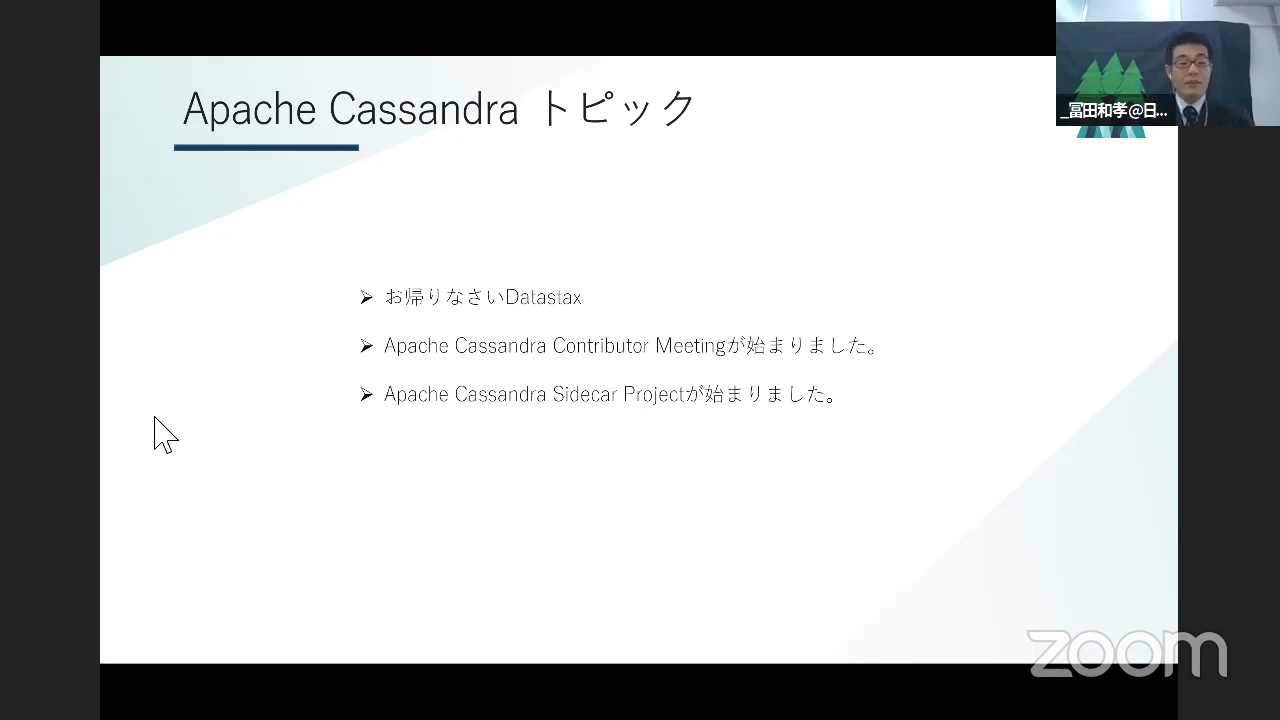 Apache Cassandra トピック
_冨田和孝@日...
お帰りなさいDatastax
Apache Cassandra Contributor Meetingが始まりました。
Apache Cassandra Sidecar Projectが始まりました。
zoom